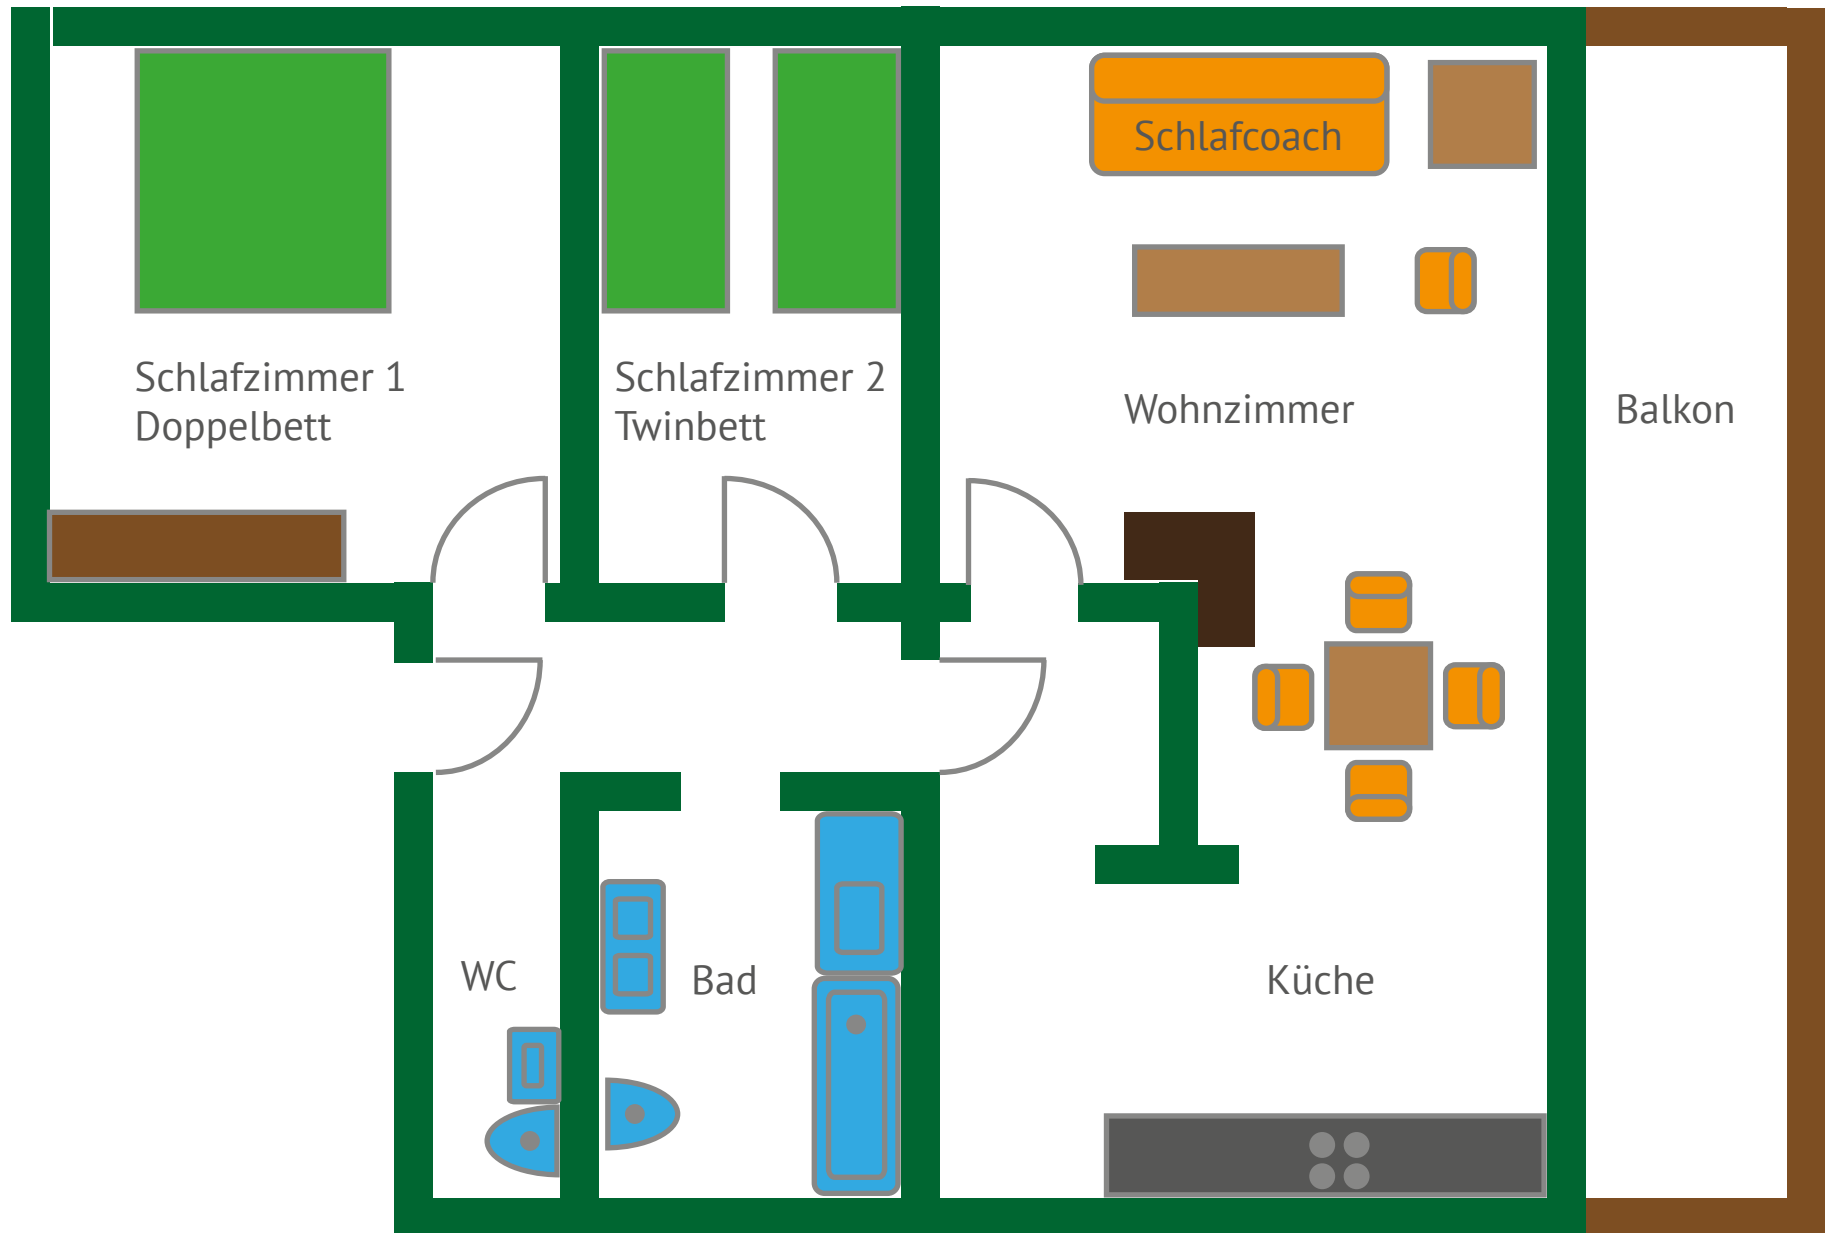 Schlafcoach
Schlafzimmer 1
Doppelbett
Schlafzimmer 2
Twinbett
Wohnzimmer
Balkon
WC
Bad
Küche